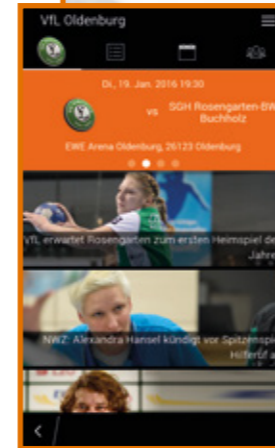 VfL Oldenburg
Di., 19. Jan. 2016 19:30
vs
SGH Rosengarten-BW
Buchholz
EWE Arena Oldenburg, 26123 Oldenburg
VfL erwartet Rosengarten zum ersten Heimspiel de
Jahre
NWZ: Alexandra Hansel kündigt vor Spitzenspie
Hilferuf a